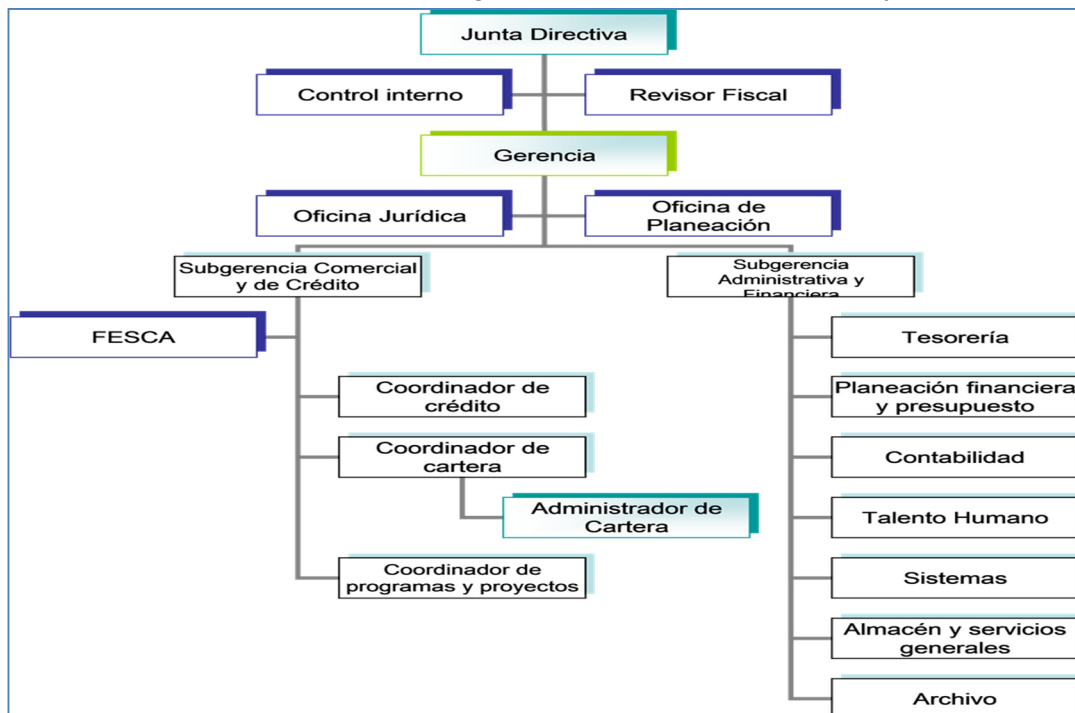 Junta Directiva
Control interno
Revisor Fiscal
Gerencia
Oficina Jurídica
Oficina de
Planeación
Subgerencia Comercial
y de Crédito
Subgerencia
Administrativa y
Financiera
FESCA
Tesorería
Coordinador de
crédito
Planeación financiera
y presupuesto
Coordinador de
cartera
Contabilidad
Administrador de
Cartera
Talento Humano
Coordinador de
programas y proyectos
Sistemas
Almacén y servicios
generales
Archivo